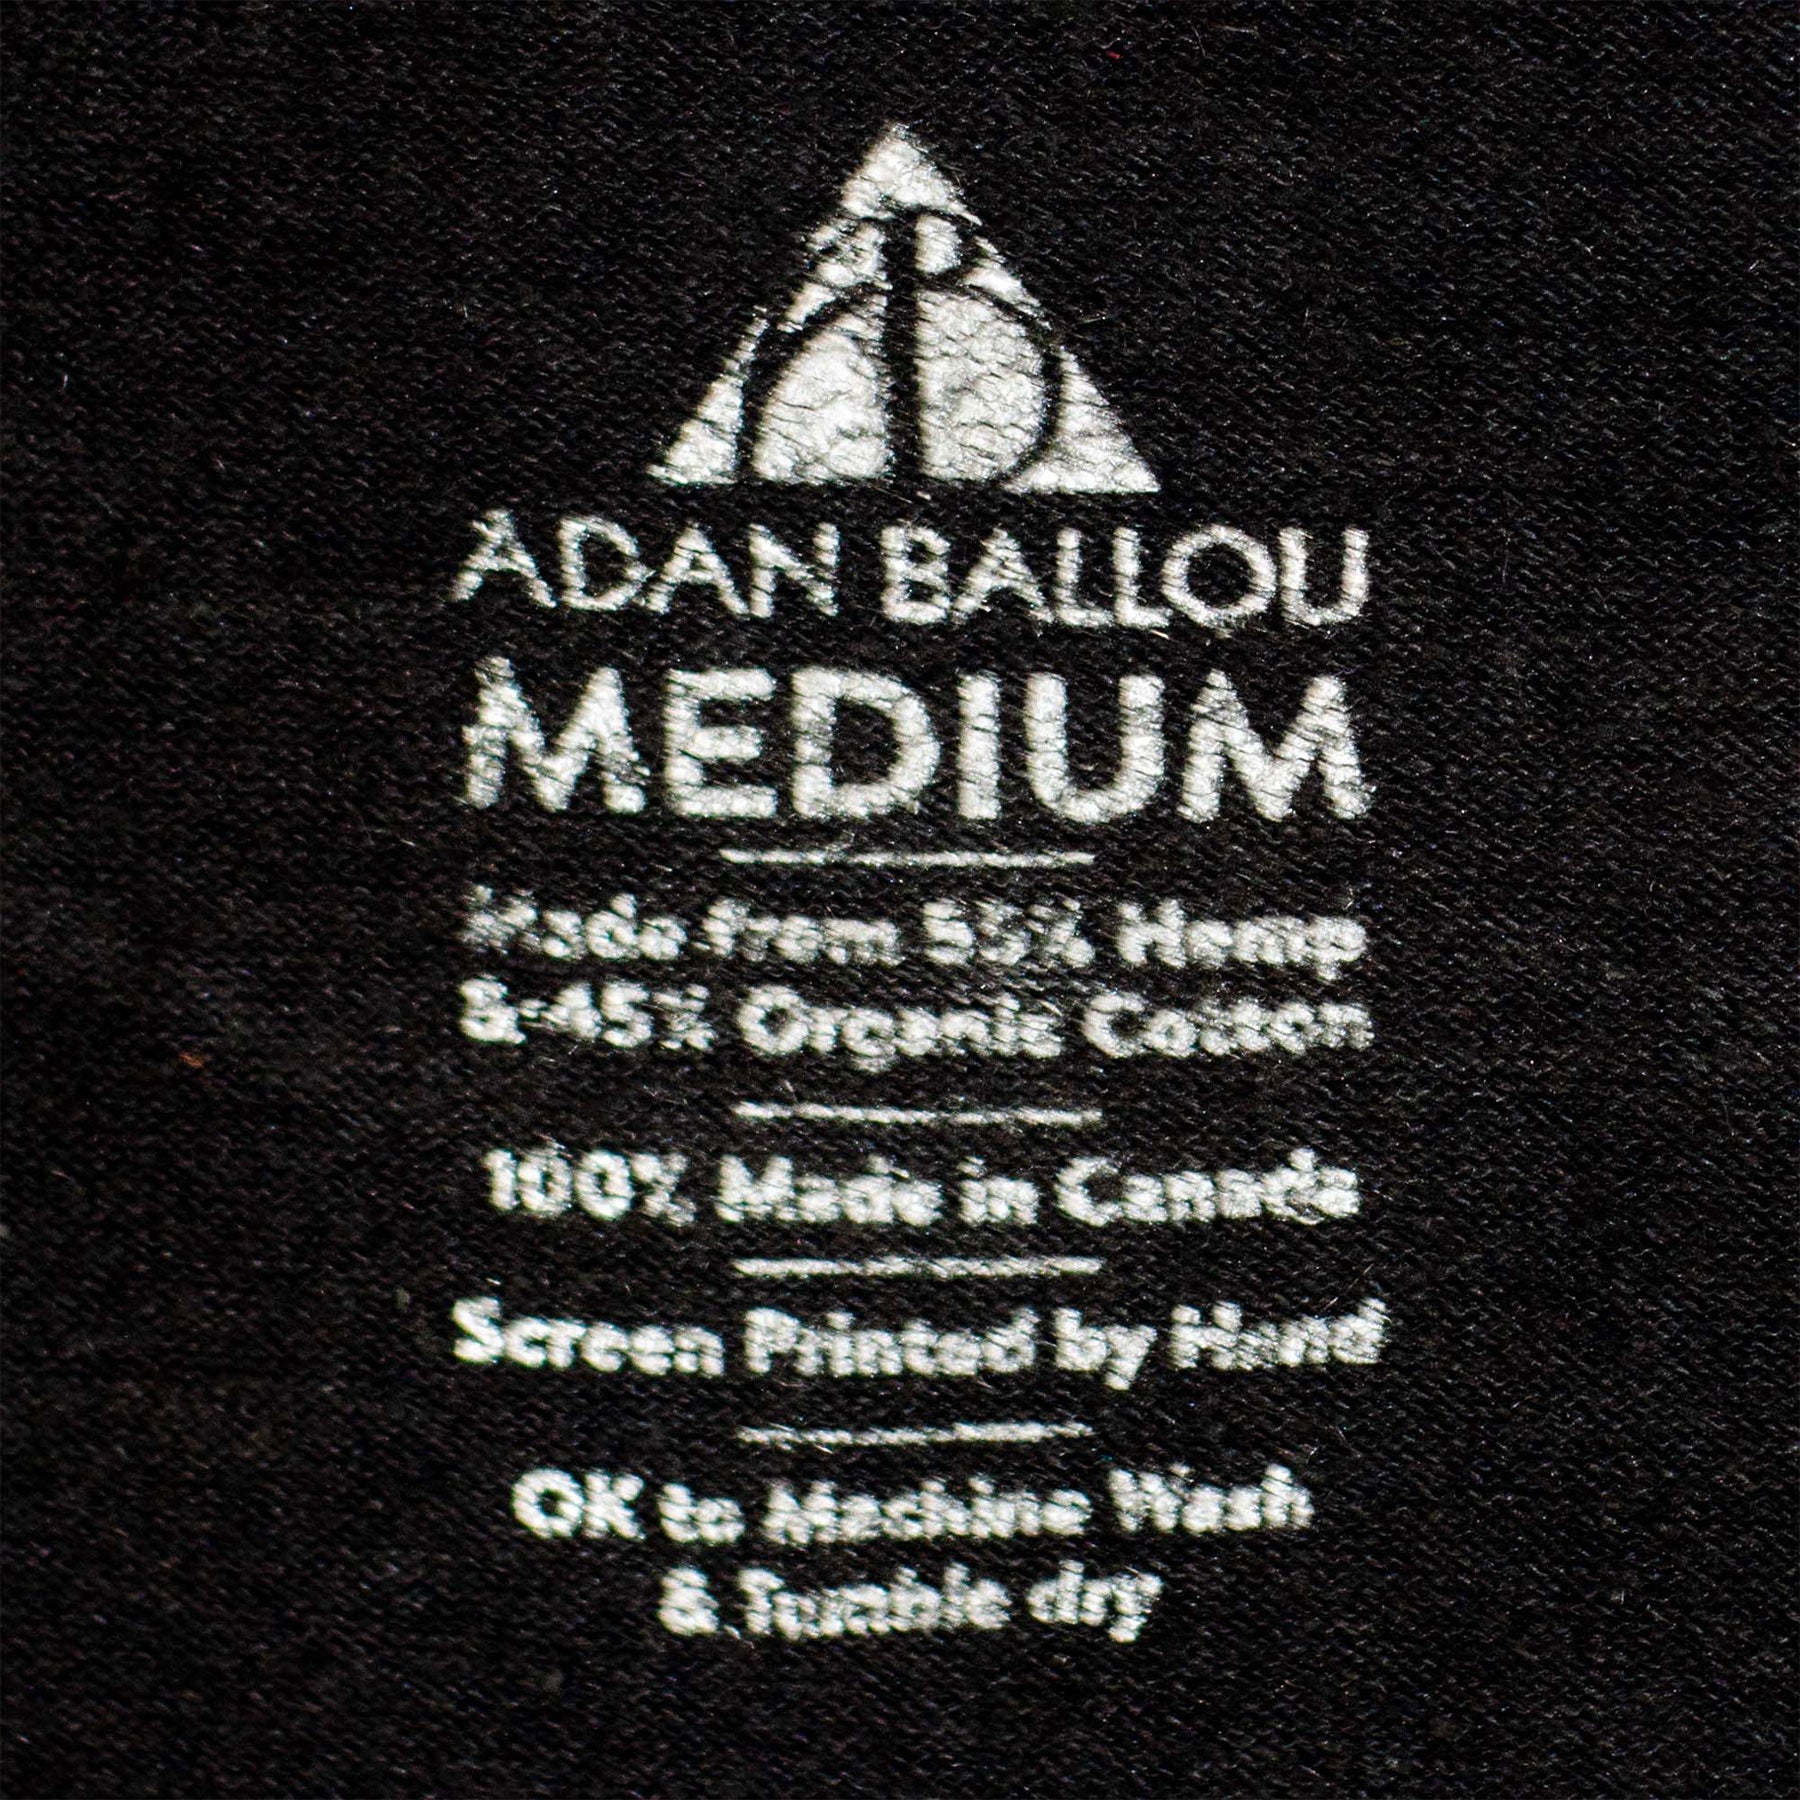 ADAN BALLOU
MEDIUM
Made from 55% Hemp
& 45% Organic Cotton
100% Made in Canada
Screen Printed by Hand
OK to Machine Wash
& Tumble dry